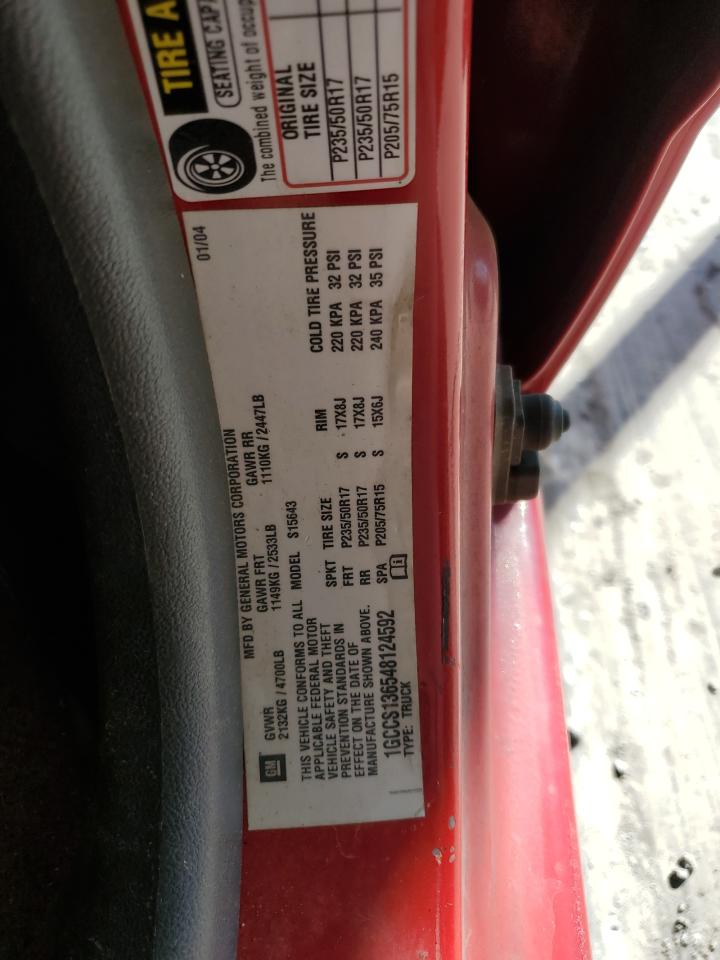 TIRE A
SEATING CAPA
The combined weight of occup
ORIGINAL
TIRE SIZE
P235/50R17
P235/50R17
P205/75R15
01/04
MFD BY GENERAL MOTORS CORPORATION
GM
GVWR GAWR FRT GAWR RR
2132KG / 4700LB 1149KG / 2533LB 1110KG / 2447LB
THIS VEHICLE CONFORMS TO ALL
APPLICABLE FEDERAL MOTOR
VEHICLE SAFETY AND THEFT
PREVENTION STANDARDS IN
EFFECT ON THE DATE OF
MANUFACTURE SHOWN ABOVE.
1GCCS136548124592
TYPE: TRUCK
MODEL S15643
SPKT TIRE SIZE RIM COLD TIRE PRESSURE
FRT P235/50R17 S 17X8J 220 KPA 32 PSI
RR P235/50R17 S 17X8J 220 KPA 32 PSI
SPA P205/75R15 S 15X6J 240 KPA 35 PSI